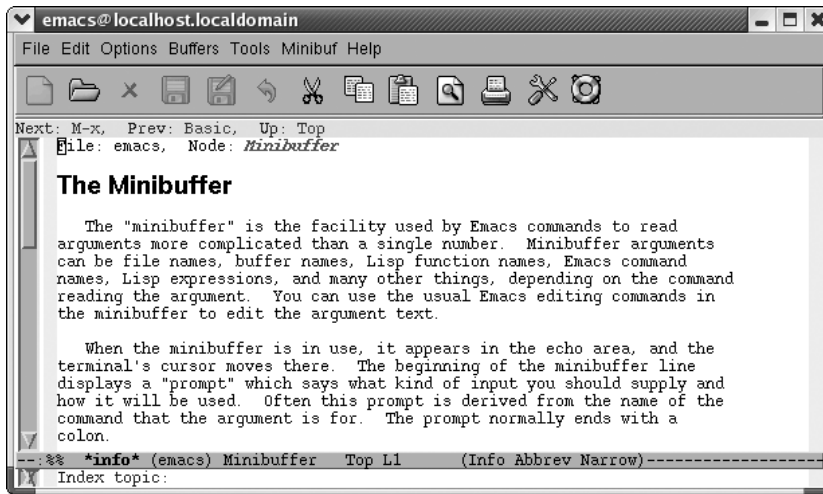 emacs@localhost.localdomain
File Edit Options Buffers Tools Minibuf Help
Next: M-x, Prev: Basic, Up: Top
File: emacs, Node: Minibuffer
The Minibuffer
The "minibuffer" is the facility used by Emacs commands to read
arguments more complicated than a single number. Minibuffer arguments
can be file names, buffer names, Lisp function names, Emacs command
names, Lisp expressions, and many other things, depending on the command
reading the argument. You can use the usual Emacs editing commands in
the minibuffer to edit the argument text.
When the minibuffer is in use, it appears in the echo area, and the
terminal's cursor moves there. The beginning of the minibuffer line
displays a "prompt" which says what kind of input you should supply and
how it will be used. Often this prompt is derived from the name of the
command that the argument is for. The prompt normally ends with a
colon.
--:%% *info* (emacs) Minibuffer Top L1 (Info Abbrev Narrow)--------------------
Index topic: